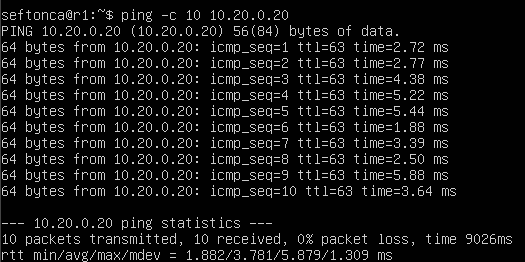 seftonca@r1:~$ ping -c 10 10.20.0.20
PING 10.20.0.20 (10.20.0.20) 56(84) bytes of data.
64 bytes from 10.20.0.20: icmp_seq=1 ttl=63 time=2.72 ms
64 bytes from 10.20.0.20: icmp_seq=2 ttl=63 time=2.77 ms
64 bytes from 10.20.0.20: icmp_seq=3 ttl=63 time=4.38 ms
64 bytes from 10.20.0.20: icmp_seq=4 ttl=63 time=5.22 ms
64 bytes from 10.20.0.20: icmp_seq=5 ttl=63 time=5.44 ms
64 bytes from 10.20.0.20: icmp_seq=6 ttl=63 time=1.88 ms
64 bytes from 10.20.0.20: icmp_seq=7 ttl=63 time=3.39 ms
64 bytes from 10.20.0.20: icmp_seq=8 ttl=63 time=2.50 ms
64 bytes from 10.20.0.20: icmp_seq=9 ttl=63 time=5.88 ms
64 bytes from 10.20.0.20: icmp_seq=10 ttl=63 time=3.64 ms
--- 10.20.0.20 ping statistics ---
10 packets transmitted, 10 received, 0% packet loss, time 9026ms
rtt min/avg/max/mdev = 1.882/3.781/5.879/1.309 ms